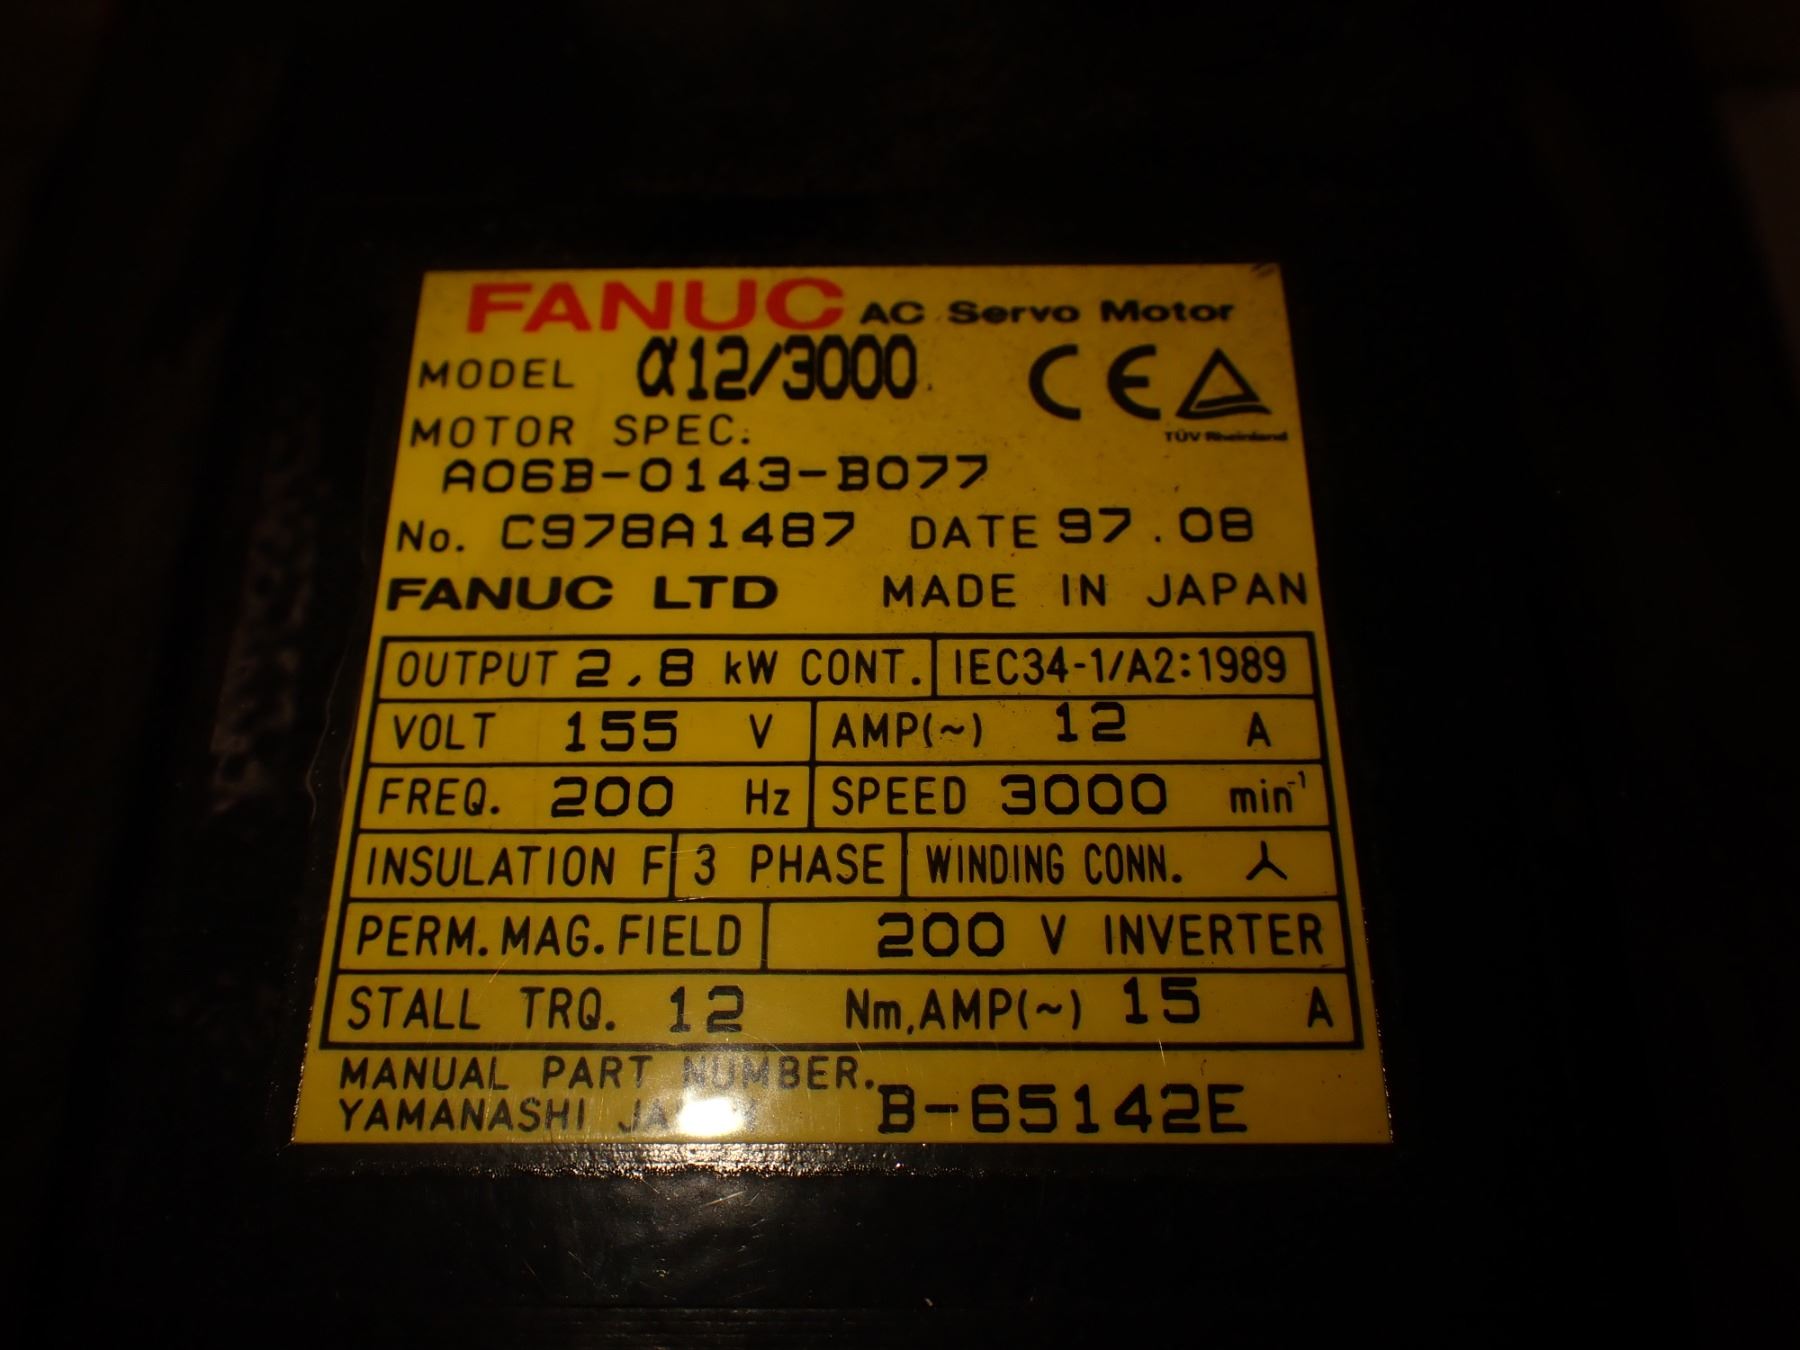 FANUC AC Servo Motor
MODEL α12/3000
CE
TÜV Rheinland
MOTOR SPEC.
A06B-0143-B077
No. C978A1487 DATE 97.08
FANUC LTD MADE IN JAPAN
OUTPUT 2.8 kW CONT. IEC34-1/A2:1989
VOLT 155 V AMP(~) 12 A
FREQ. 200 Hz SPEED 3000 min⁻¹
INSULATION F 3 PHASE WINDING CONN. Y
PERM. MAG. FIELD 200 V INVERTER
STALL TRQ. 12 Nm, AMP(~) 15 A
MANUAL PART NUMBER.
YAMANASHI B-65142E